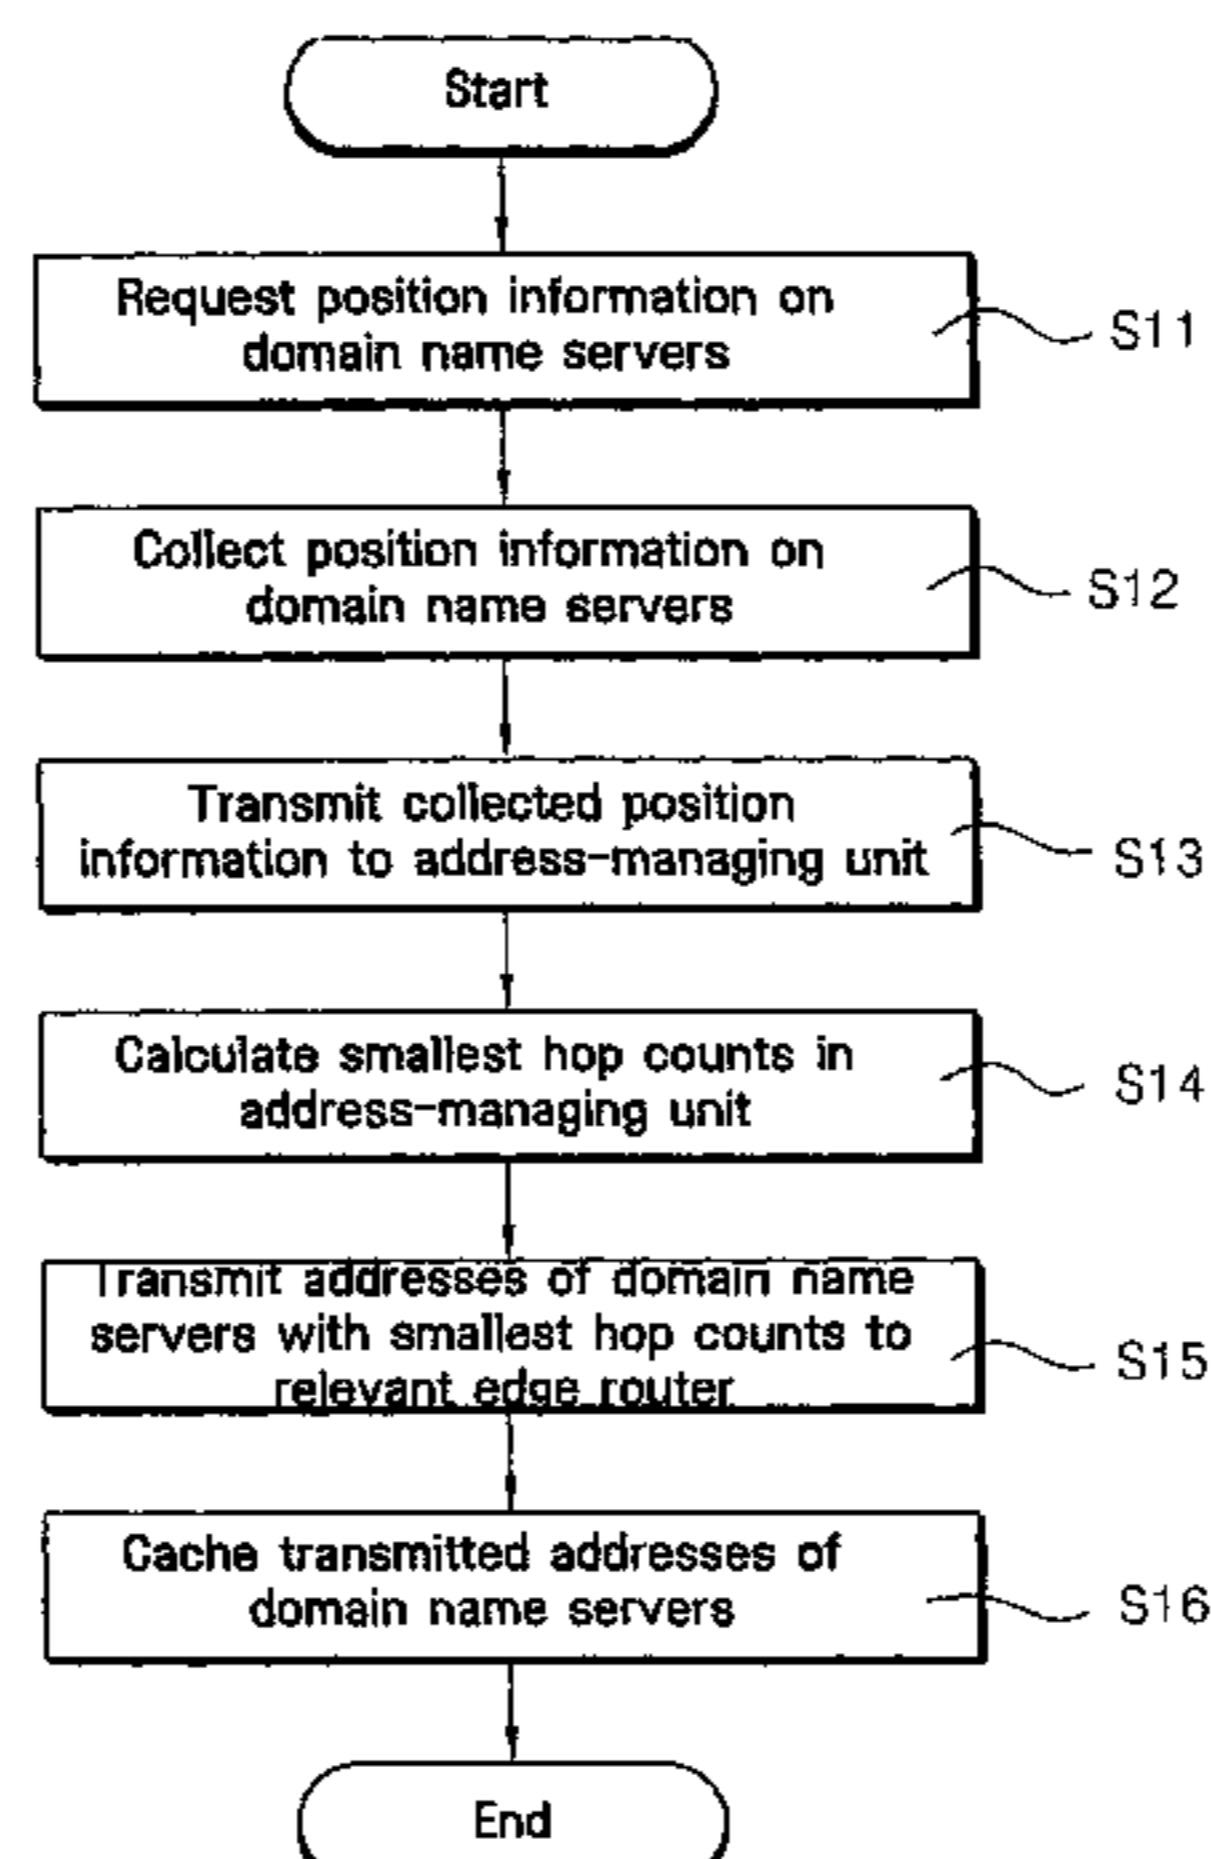 Start
Request position information on
domain name servers
S11
Collect position information on
domain name servers
S12
Transmit collected position
information to address-managing unit
S13
Calculate smallest hop counts in
address-managing unit
S14
Transmit addresses of domain name
servers with smallest hop counts to
relevant edge router
S15
Cache transmitted addresses of
domain name servers
S16
End